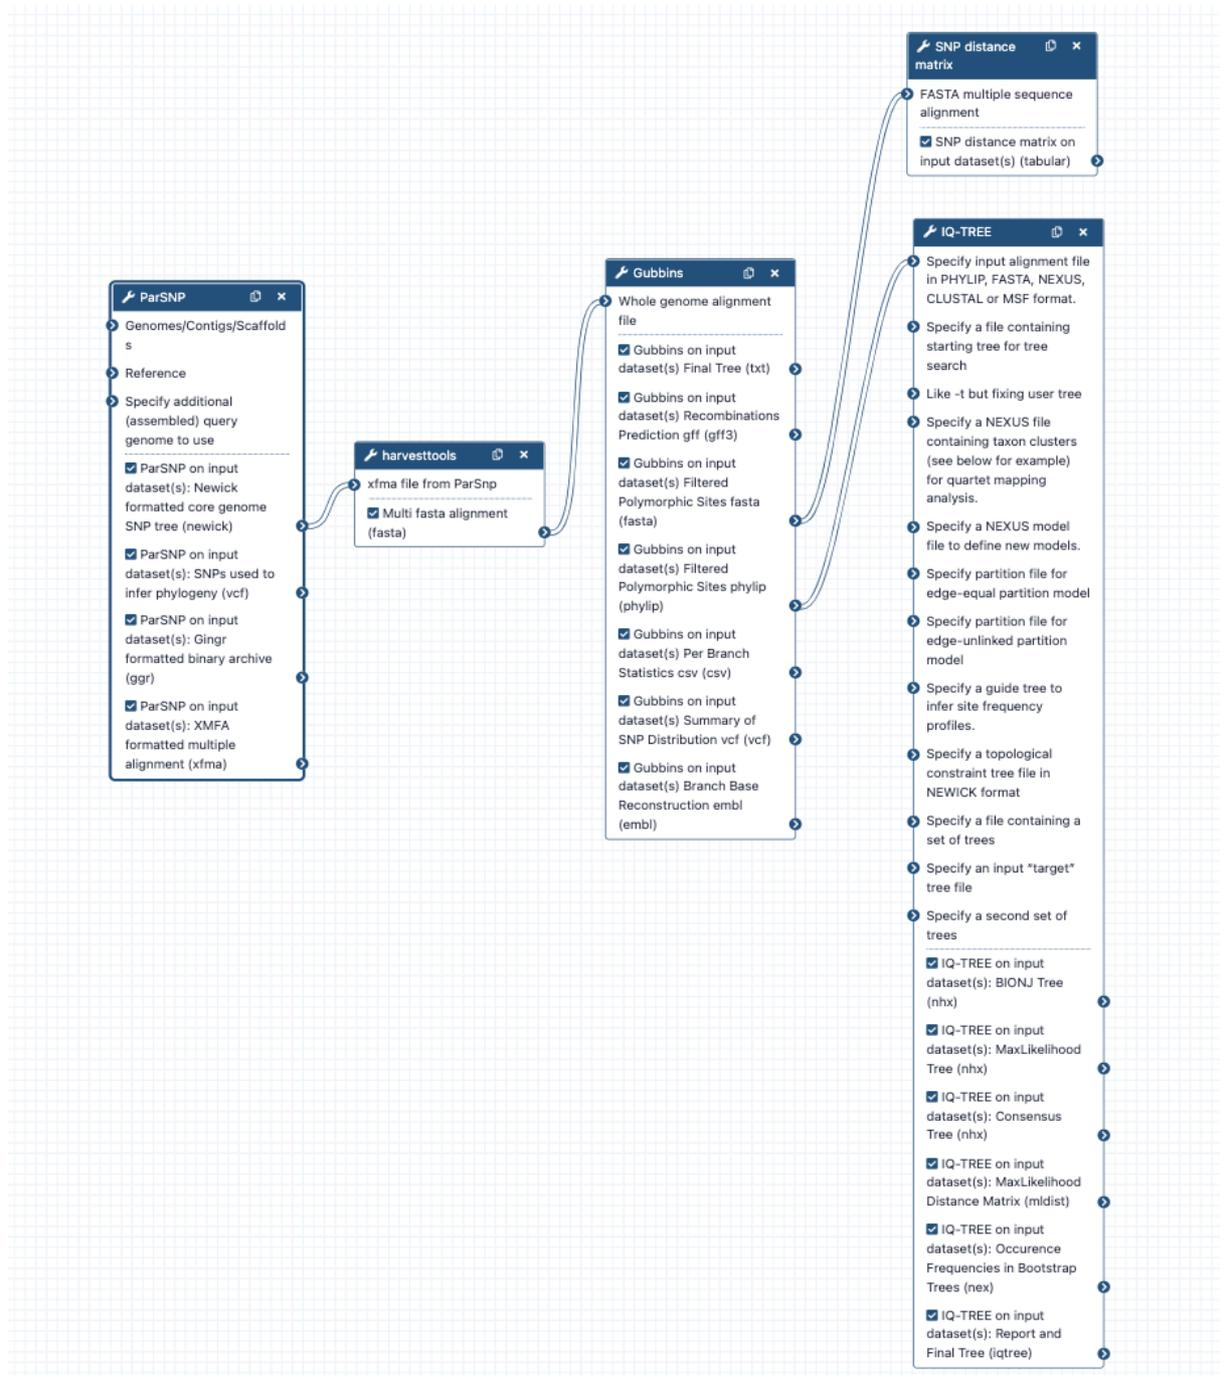 SNP distance
matrix
FASTA multiple sequence
alignment
SNP distance matrix on
input dataset(s) (tabular)
IQ-TREE
Specify input alignment file
in PHYLIP, FASTA, NEXUS,
CLUSTAL or MSF format.
Specify a file containing
starting tree for tree
search
Like -t but fixing user tree
Specify a NEXUS file
containing taxon clusters
(see below for example)
for quartet mapping
analysis.
Specify a NEXUS model
file to define new models.
Specify partition file for
edge-equal partition model
Specify partition file for
edge-unlinked partition
model
Specify a guide tree to
infer site frequency
profiles.
Specify a topological
constraint tree file in
NEWICK format
Specify a file containing a
set of trees
Specify an input “target”
tree file
Specify a second set of
trees
IQ-TREE on input
dataset(s): BIONJ Tree
(nhx)
IQ-TREE on input
dataset(s): MaxLikelihood
Tree (nhx)
IQ-TREE on input
dataset(s): Consensus
Tree (nhx)
IQ-TREE on input
dataset(s): MaxLikelihood
Distance Matrix (mldist)
IQ-TREE on input
dataset(s): Occurence
Frequencies in Bootstrap
Trees (nex)
IQ-TREE on input
dataset(s): Report and
Final Tree (iqtree)
Gubbins
Whole genome alignment
file
Gubbins on input
dataset(s) Final Tree (txt)
Gubbins on input
dataset(s) Recombinations
Prediction gff (gff3)
Gubbins on input
dataset(s) Filtered
Polymorphic Sites fasta
(fasta)
Gubbins on input
dataset(s) Filtered
Polymorphic Sites phylip
(phylip)
Gubbins on input
dataset(s) Per Branch
Statistics csv (csv)
Gubbins on input
dataset(s) Summary of
SNP Distribution vcf (vcf)
Gubbins on input
dataset(s) Branch Base
Reconstruction embl
(embl)
ParSNP
Genomes/Contigs/Scaffold
s
Reference
Specify additional
(assembled) query
genome to use
ParSNP on input
dataset(s): Newick
formatted core genome
SNP tree (newick)
ParSNP on input
dataset(s): SNPs used to
infer phylogeny (vcf)
ParSNP on input
dataset(s): Gingr
formatted binary archive
(ggr)
ParSNP on input
dataset(s): XMFA
formatted multiple
alignment (xfma)
harvesttools
xfma file from ParSnp
Multi fasta alignment
(fasta)